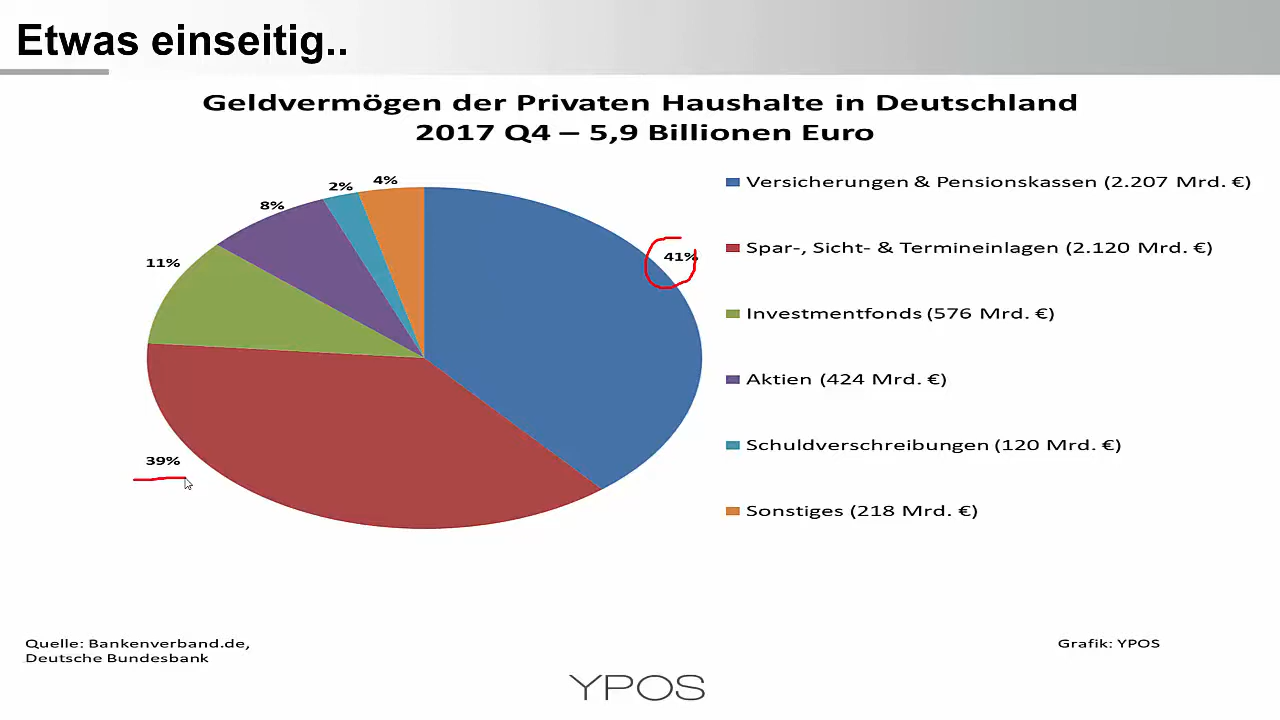 Etwas einseitig..
Geldvermögen der Privaten Haushalte in Deutschland
2017 Q4 – 5,9 Billionen Euro
4%
2%
8%
11%
41%
39%
Versicherungen & Pensionskassen (2.207 Mrd. €)
Spar-, Sicht- & Termineinlagen (2.120 Mrd. €)
Investmentfonds (576 Mrd. €)
Aktien (424 Mrd. €)
Schuldverschreibungen (120 Mrd. €)
Sonstiges (218 Mrd. €)
Quelle: Bankenverband.de,
Deutsche Bundesbank
Grafik: YPOS
YPOS